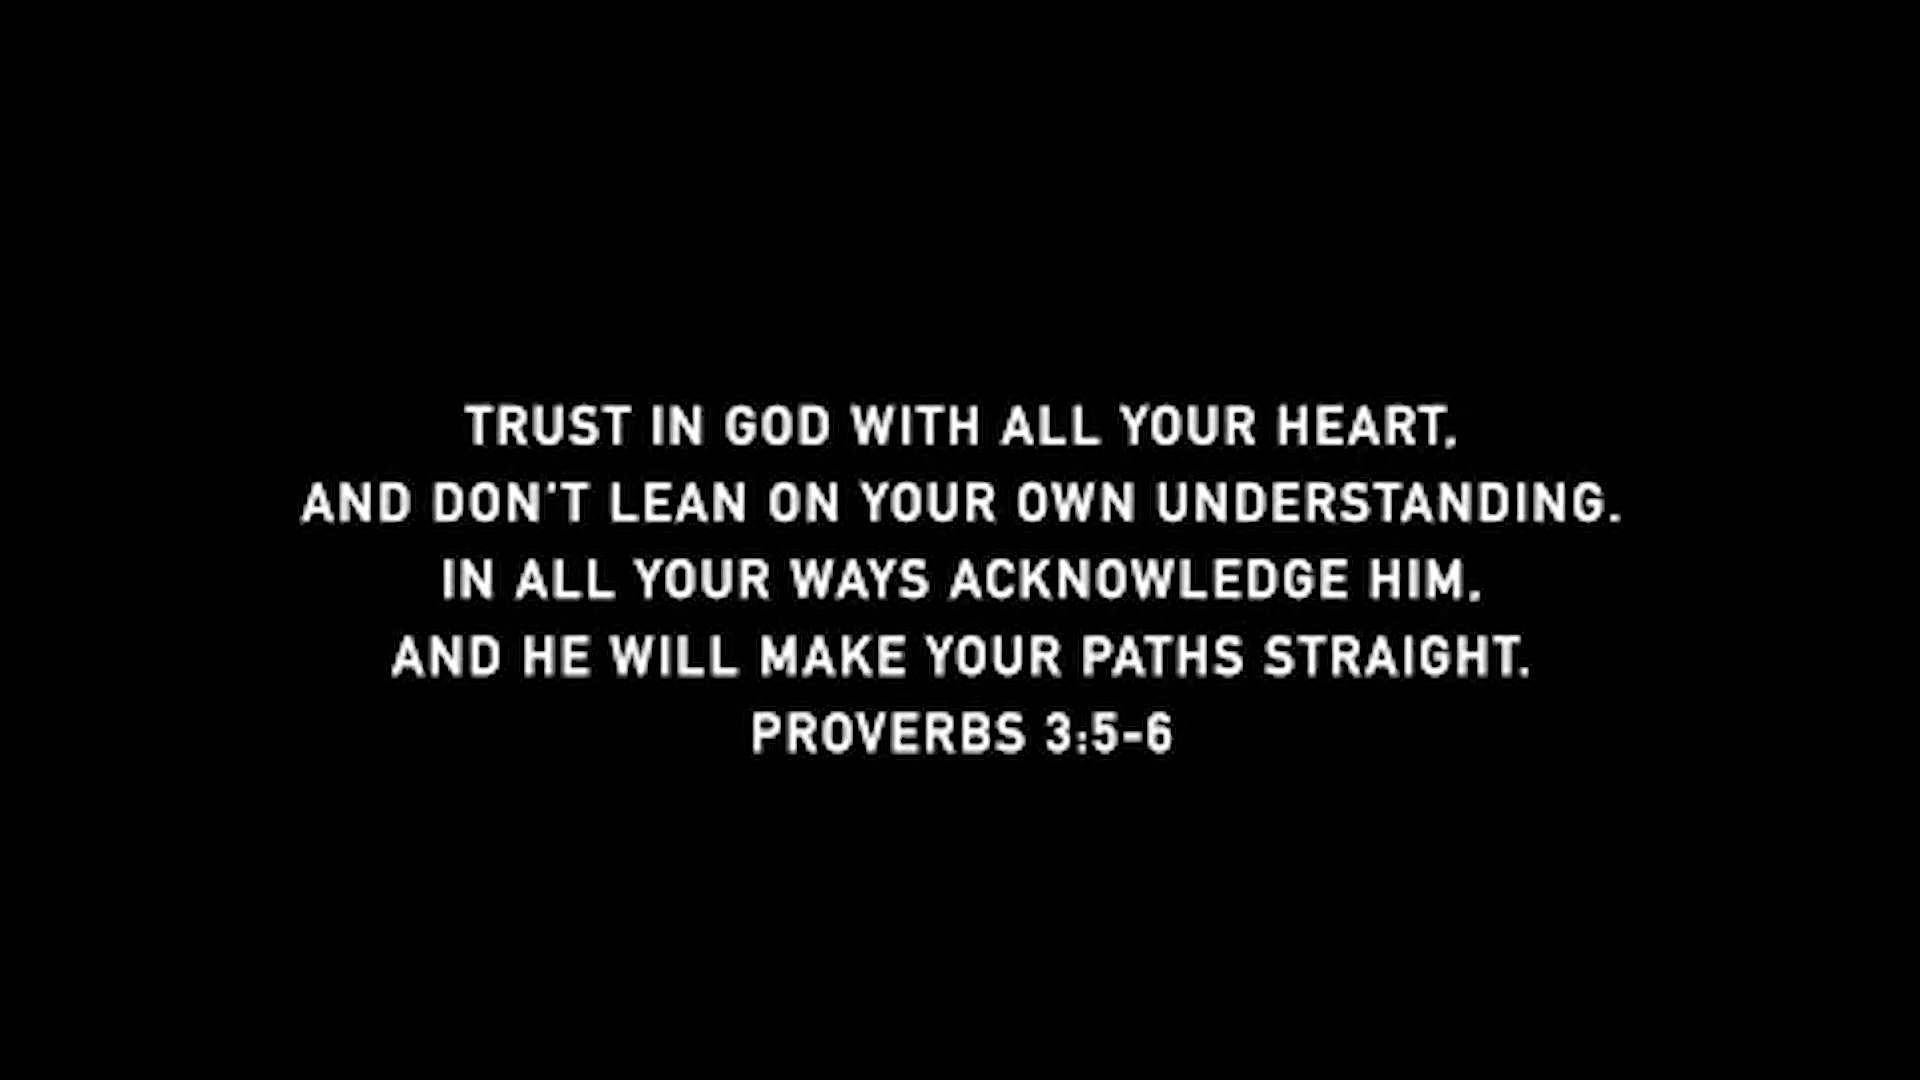 TRUST IN GOD WITH ALL YOUR HEART,
AND DON'T LEAN ON YOUR OWN UNDERSTANDING.
IN ALL YOUR WAYS ACKNOWLEDGE HIM,
AND HE WILL MAKE YOUR PATHS STRAIGHT.
PROVERBS 3:5-6